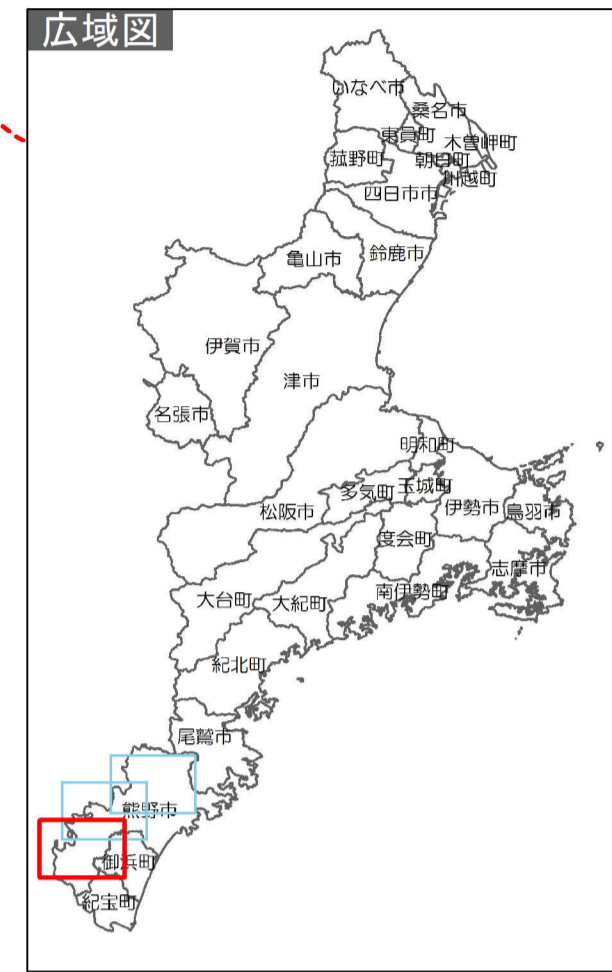 広域図
いなべ市
桑名市
東員町
木曽岬町
菰野町
朝日町
川越町
四日市市
亀山市
鈴鹿市
伊賀市
津市
名張市
明和町
多気町
玉城町
松阪市
伊勢市
鳥羽市
度会町
志摩市
大台町
大紀町
南伊勢町
紀北町
尾鷲市
熊野市
御浜町
紀宝町